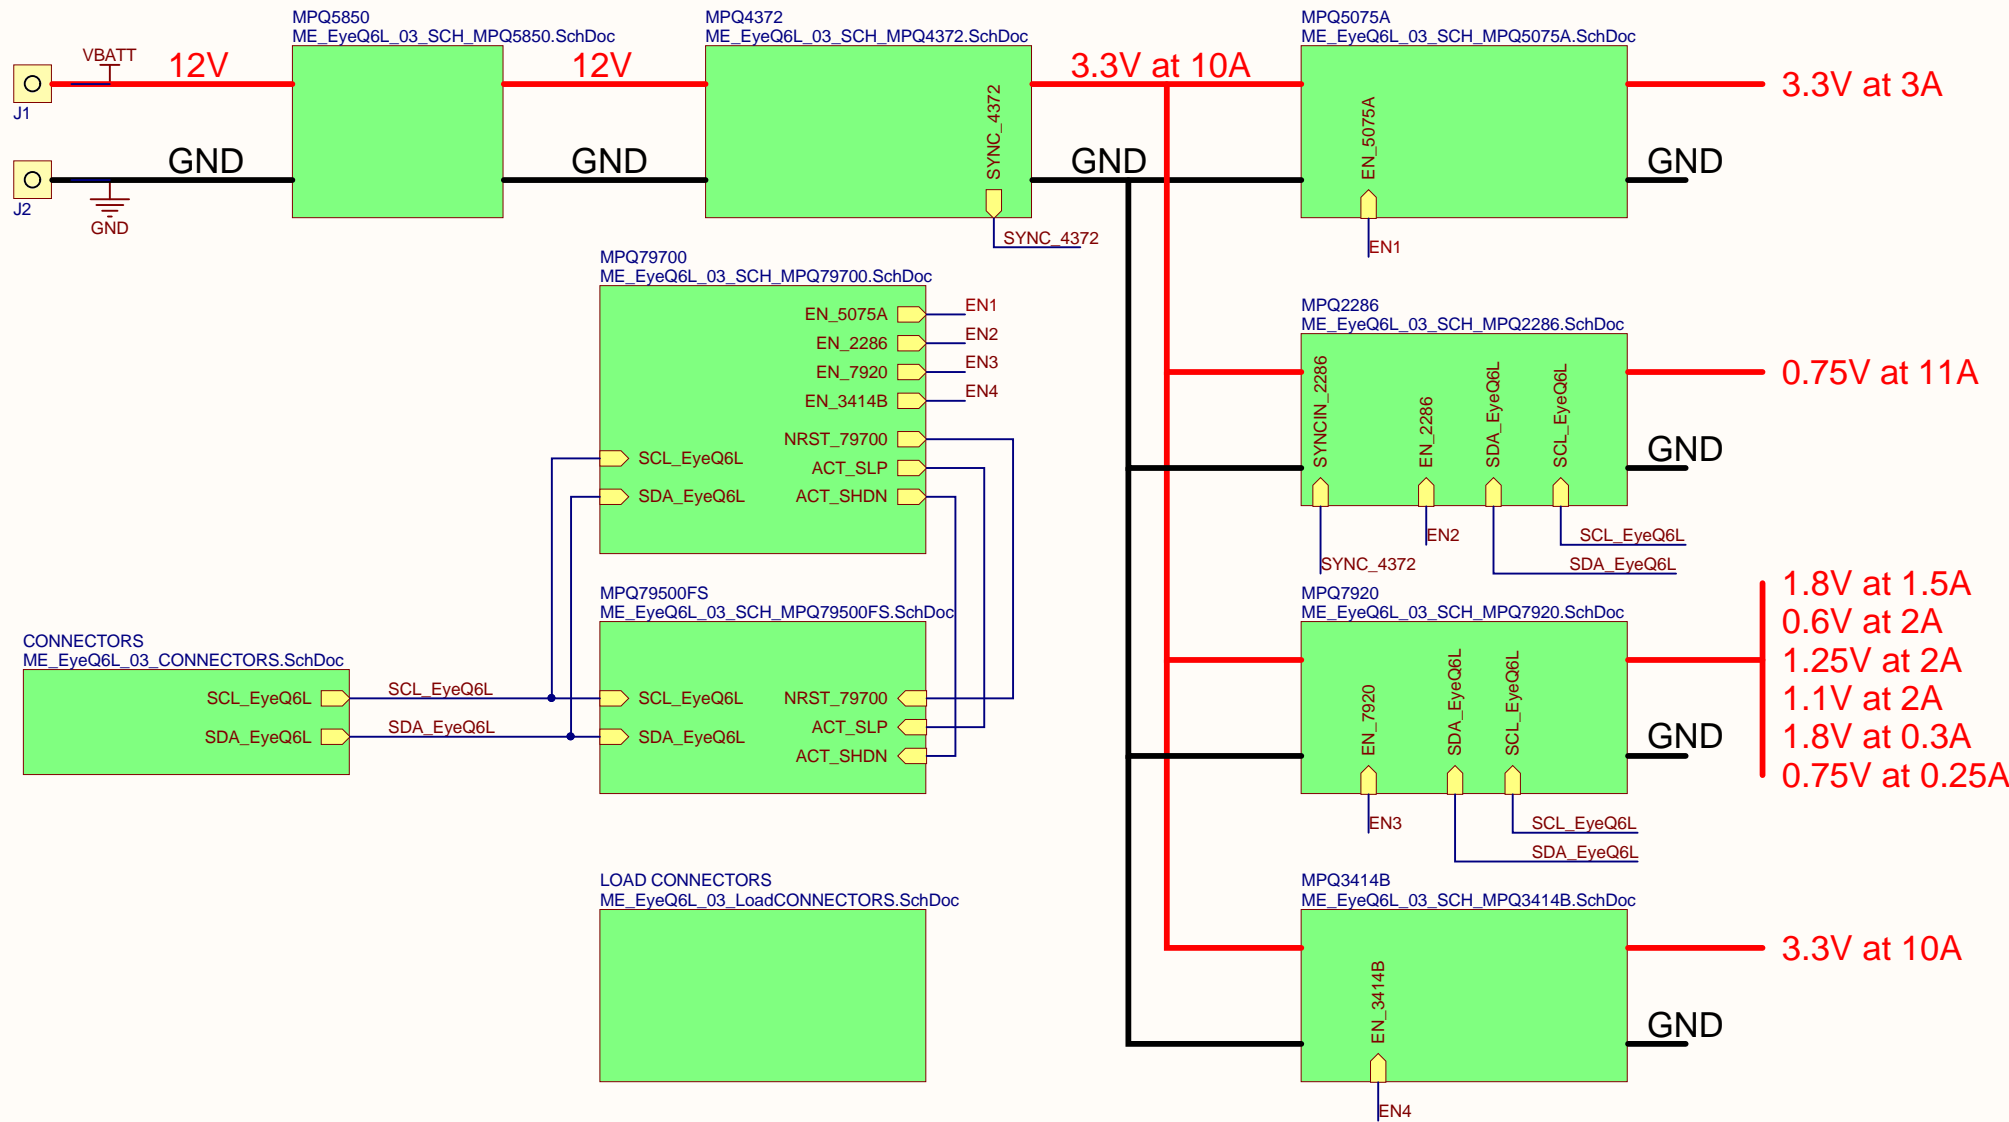 MPQ5850
ME_EyeQ6L_03_SCH_MPQ5850.SchDoc
MPQ4372
ME_EyeQ6L_03_SCH_MPQ4372.SchDoc
MPQ5075A
ME_EyeQ6L_03_SCH_MPQ5075A.SchDoc
VBATT
12V
12V
3.3V at 10A
3.3V at 3A
J1
SYNC_4372
EN_5075A
GND
GND
GND
GND
J2
GND
SYNC_4372
EN1
MPQ79700
ME_EyeQ6L_03_SCH_MPQ79700.SchDoc
EN_5075A
EN1
EN_2286
EN2
EN_7920
EN3
EN_3414B
EN4
NRST_79700
SCL_EyeQ6L
ACT_SLP
SDA_EyeQ6L
ACT_SHDN
MPQ2286
ME_EyeQ6L_03_SCH_MPQ2286.SchDoc
0.75V at 11A
SYNCIN_2286
EN_2286
SDA_EyeQ6L
SCL_EyeQ6L
GND
EN2
SCL_EyeQ6L
SYNC_4372
SDA_EyeQ6L
MPQ79500FS
ME_EyeQ6L_03_SCH_MPQ79500FS.SchDoc
SCL_EyeQ6L
NRST_79700
ACT_SLP
SDA_EyeQ6L
ACT_SHDN
CONNECTORS
ME_EyeQ6L_03_CONNECTORS.SchDoc
SCL_EyeQ6L
SCL_EyeQ6L
SDA_EyeQ6L
SDA_EyeQ6L
MPQ7920
ME_EyeQ6L_03_SCH_MPQ7920.SchDoc
1.8V at 1.5A
0.6V at 2A
1.25V at 2A
1.1V at 2A
1.8V at 0.3A
0.75V at 0.25A
EN_7920
SDA_EyeQ6L
SCL_EyeQ6L
GND
EN3
SCL_EyeQ6L
SDA_EyeQ6L
LOAD CONNECTORS
ME_EyeQ6L_03_LoadCONNECTORS.SchDoc
MPQ3414B
ME_EyeQ6L_03_SCH_MPQ3414B.SchDoc
3.3V at 10A
EN_3414B
GND
EN4